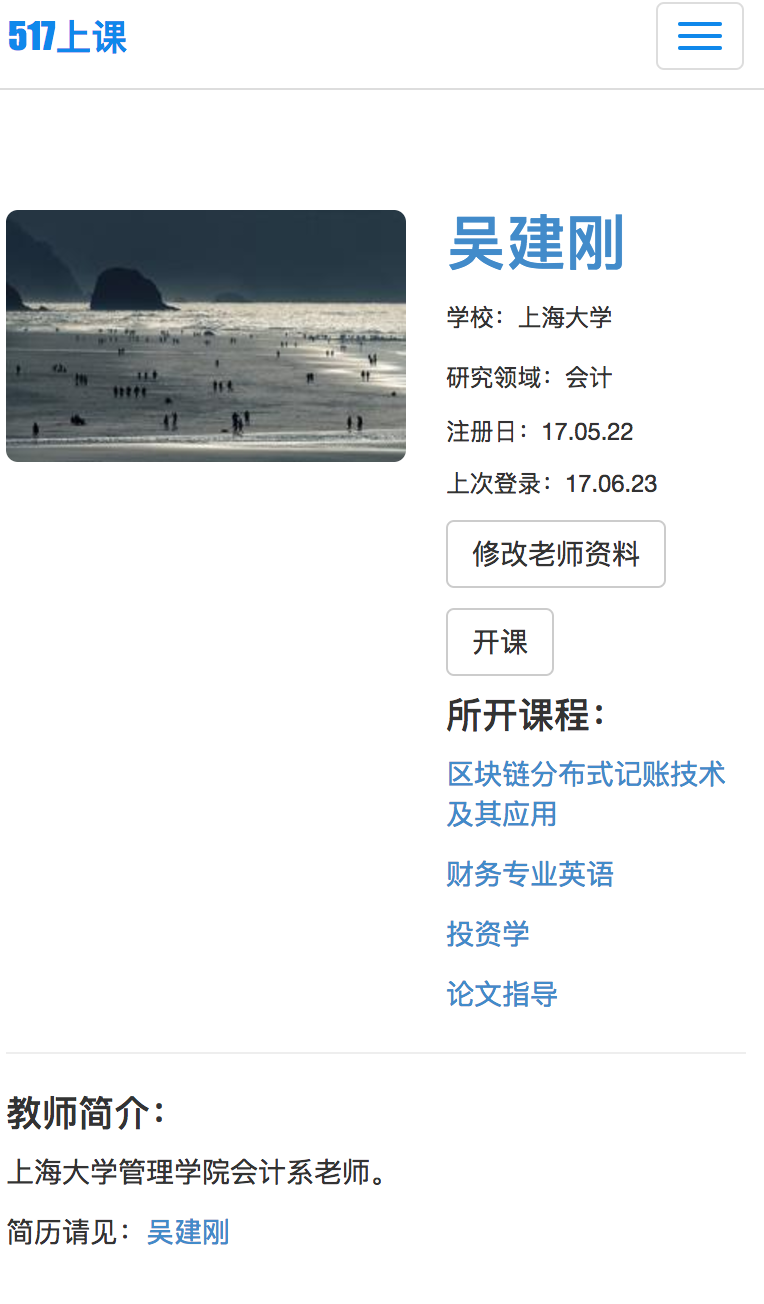 517上课
吴建刚
学校：上海大学
研究领域：会计
注册日：17.05.22
上次登录：17.06.23
修改老师资料
开课
所开课程：
区块链分布式记账技术
及其应用
财务专业英语
投资学
论文指导
教师简介：
上海大学管理学院会计系老师。
简历请见：吴建刚